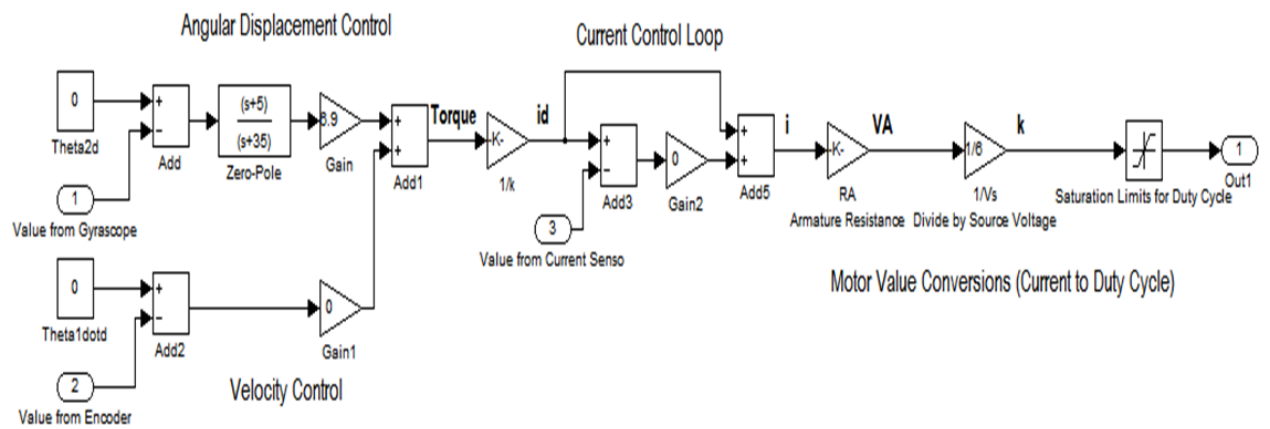 Angular Displacement Control
Current Control Loop
0
Theta2d
+
−
Add
(s+5)
(s+35)
Zero-Pole
Gain
+
+
Add1
Torque
-K-
1/k
id
+
−
Add3
0
Gain2
+
+
Add5
i
-K-
RA
Armature Resistance
VA
1/6
1/Vs
Divide by Source Voltage
k
Saturation Limits for Duty Cycle
1
Out1
1
Value from Gyrascope
3
Value from Current Senso
Motor Value Conversions (Current to Duty Cycle)
0
Theta1dotd
+
−
Add2
0
Gain1
2
Value from Encoder
Velocity Control